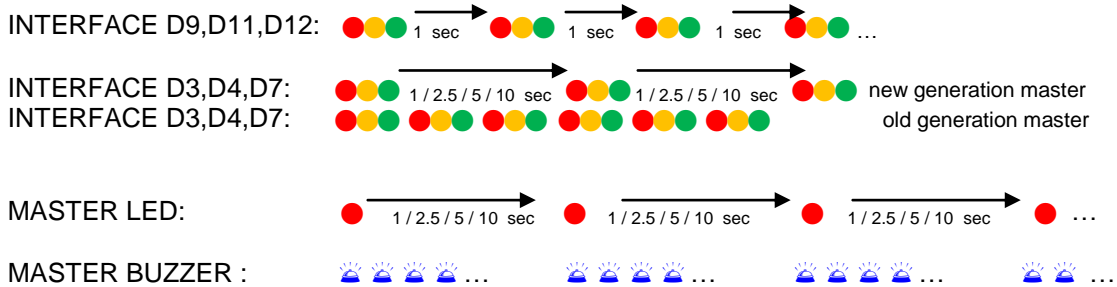 INTERFACE D9,D11,D12: 1 sec 1 sec 1 sec …
INTERFACE D3,D4,D7: 1 / 2.5 / 5 / 10 sec 1 / 2.5 / 5 / 10 sec new generation master
INTERFACE D3,D4,D7: old generation master
MASTER LED: 1 / 2.5 / 5 / 10 sec 1 / 2.5 / 5 / 10 sec 1 / 2.5 / 5 / 10 sec …
MASTER BUZZER : … … … …